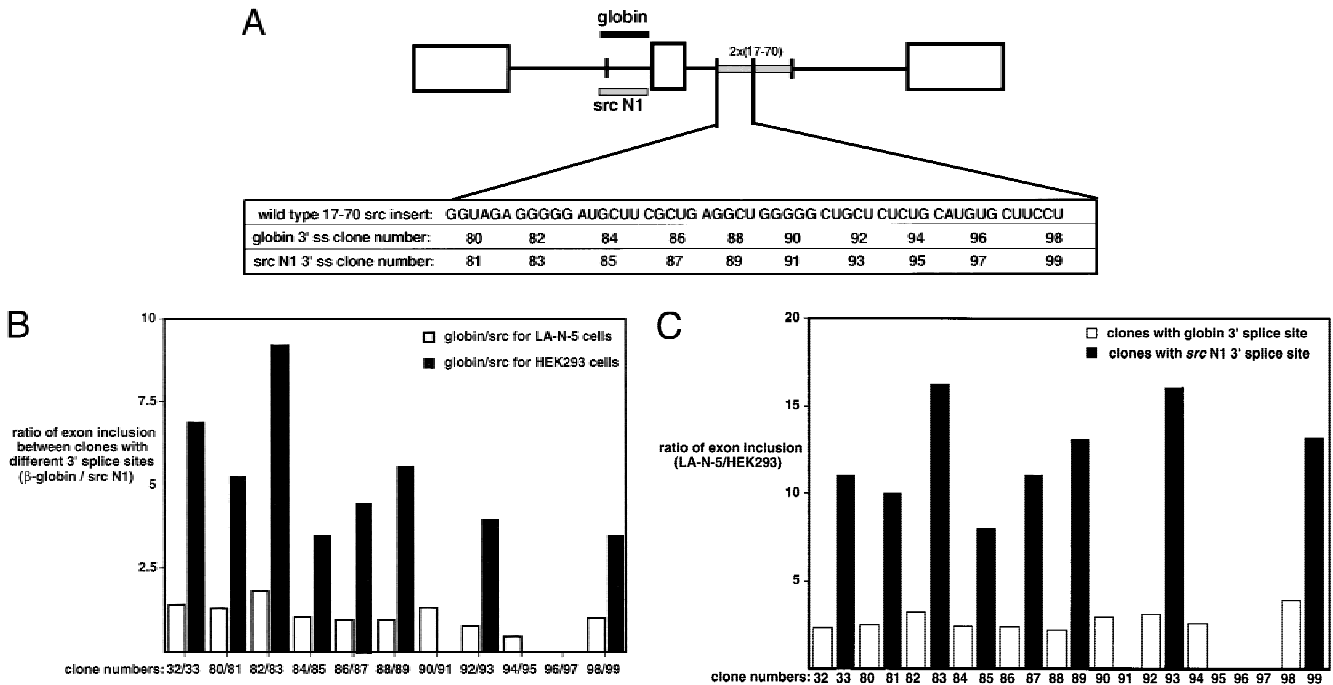 A
globin
2x(17-70)
src N1
wild type 17-70 src insert: GGUAGA GGGGG AUGCUU CGCUG AGGCU GGGGG CUGCU CUCUG CAUGUG CUUCCU
globin 3' ss clone number: 80 82 84 86 88 90 92 94 96 98
src N1 3' ss clone number: 81 83 85 87 89 91 93 95 97 99
B
10
7.5
5
2.5
ratio of exon inclusion
between clones with
different 3' splice sites
(β-globin / src N1)
globin/src for LA-N-5 cells
globin/src for HEK293 cells
clone numbers: 32/33 80/81 82/83 84/85 86/87 88/89 90/91 92/93 94/95 96/97 98/99
C
20
15
10
5
ratio of exon inclusion
(LA-N-5/HEK293)
clones with globin 3' splice site
clones with src N1 3' splice site
clone numbers: 32 33 80 81 82 83 84 85 86 87 88 89 90 91 92 93 94 95 96 97 98 99